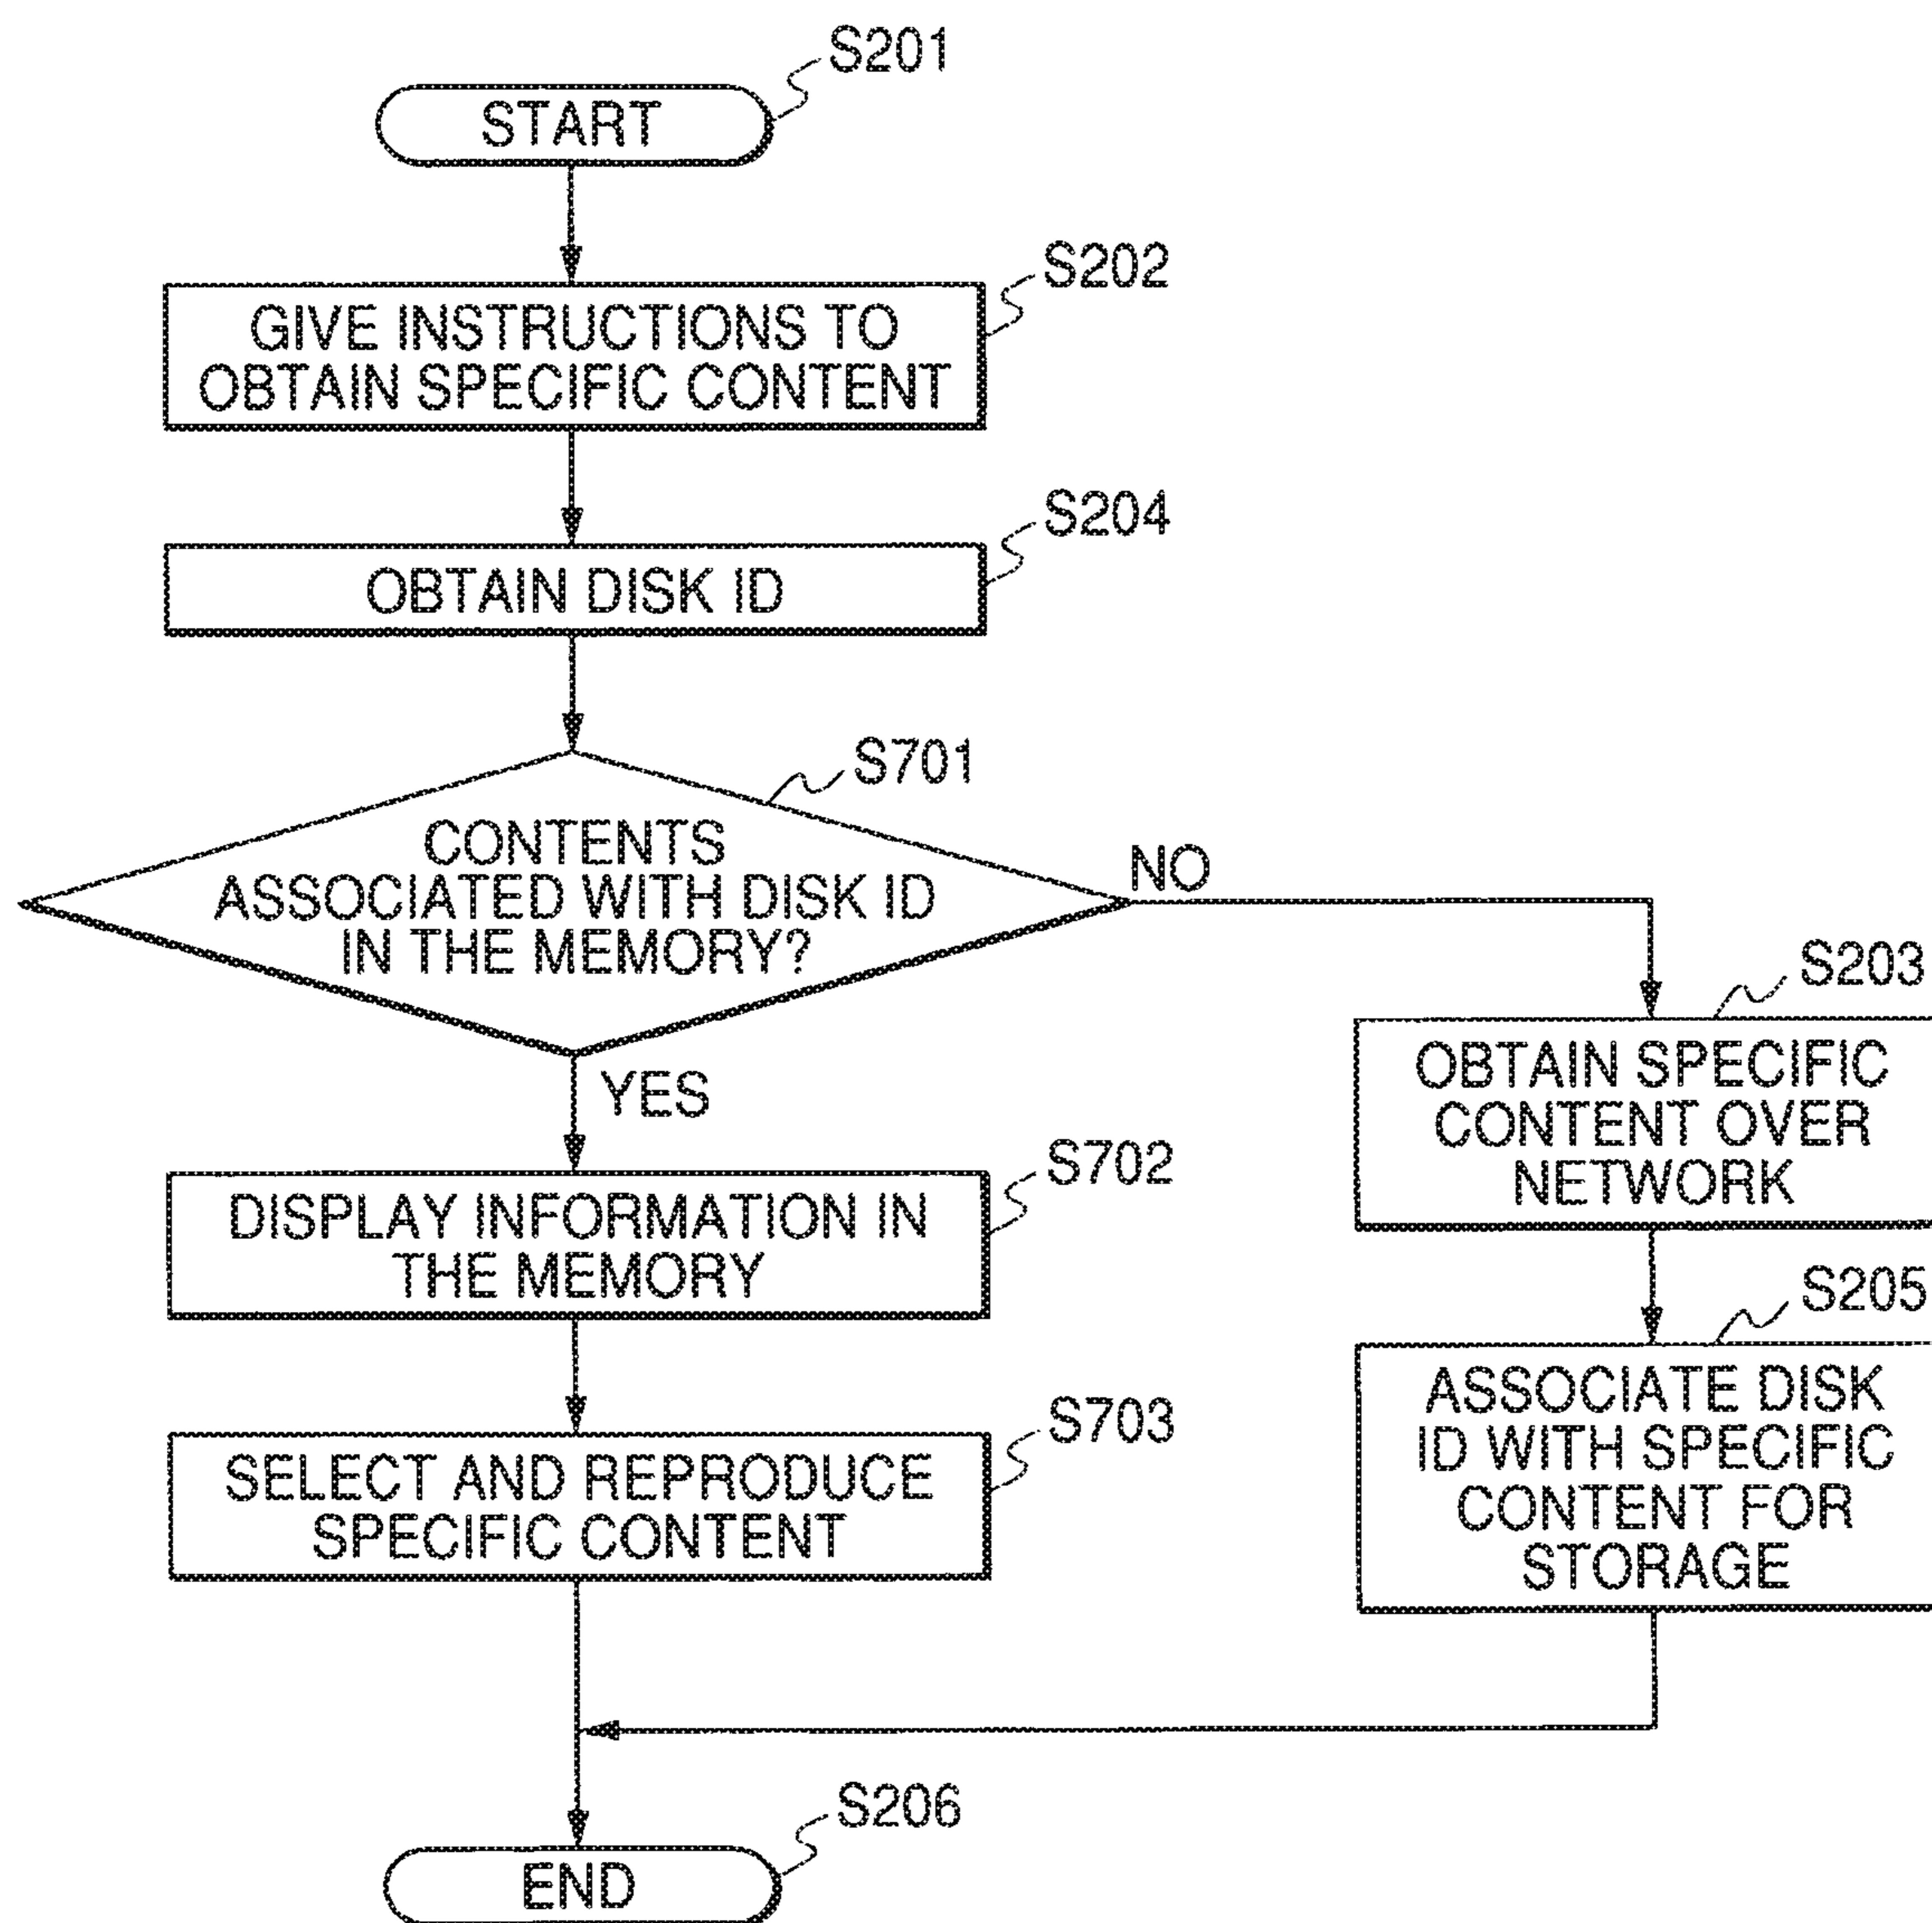 S201
START
S202
GIVE INSTRUCTIONS TO
OBTAIN SPECIFIC CONTENT
S204
OBTAIN DISK ID
S701
CONTENTS
ASSOCIATED WITH DISK ID
IN THE MEMORY?
NO
YES
S203
OBTAIN SPECIFIC
CONTENT OVER
NETWORK
S702
DISPLAY INFORMATION IN
THE MEMORY
S205
ASSOCIATE DISK
ID WITH SPECIFIC
CONTENT FOR
STORAGE
S703
SELECT AND REPRODUCE
SPECIFIC CONTENT
S206
END